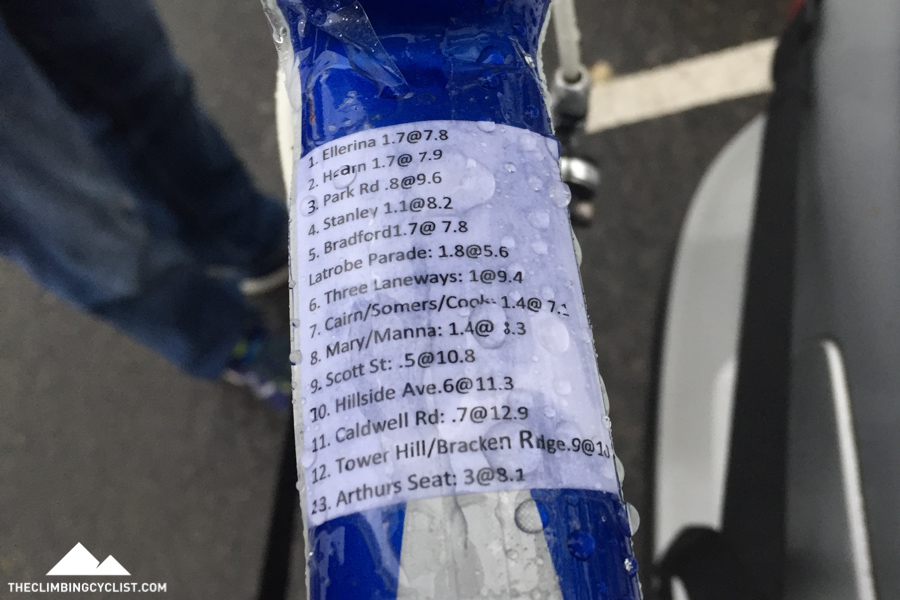 1. Ellerina 1.7@7.8
2. Hearn 1.7@ 7.9
3. Park Rd .8@9.6
4. Stanley 1.1@8.2
5. Bradford1.7@ 7.8
Latrobe Parade: 1.8@5.6
6. Three Laneways: 1@9.4
7. Cairn/Somers/Cook: 1.4@
8. Mary/Manna: 1.4@
9. Scott St: .5@10.8
10. Hillside Ave.6@11.3
11. Caldwell Rd: .7@12.9
12. Tower Hill/Bracken Ridge
13. Arthurs Seat: 3@8.1
THECLIMBINGCYCLIST.COM